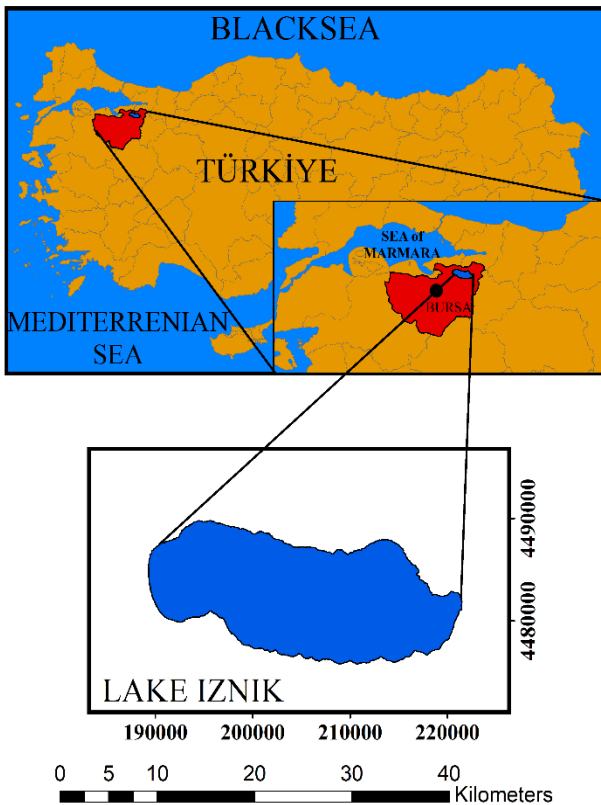 BLACKSEA
TÜRKİYE
SEA of
MARMARA
BURSA
MEDITERRENIAN
SEA
4490000
4480000
LAKE IZNIK
190000 200000 210000 220000
0 5 10 20 30 40
Kilometers